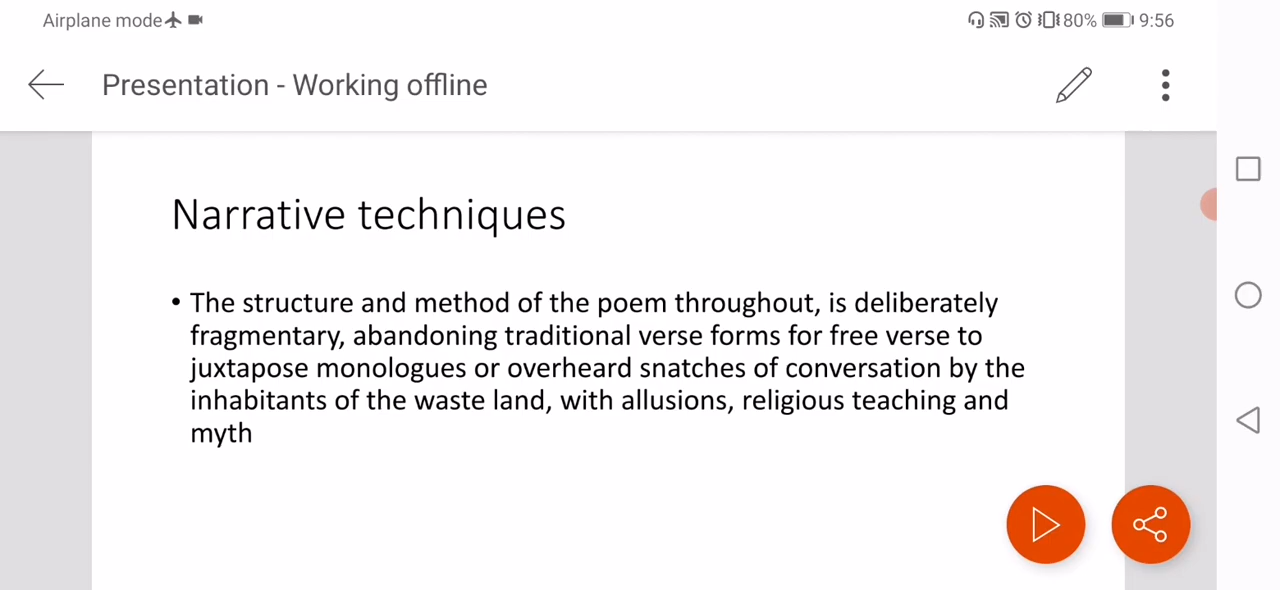 Airplane mode 80% 9:56
Presentation - Working offline
Narrative techniques
• The structure and method of the poem throughout, is deliberately
fragmentary, abandoning traditional verse forms for free verse to
juxtapose monologues or overheard snatches of conversation by the
inhabitants of the waste land, with allusions, religious teaching and
myth